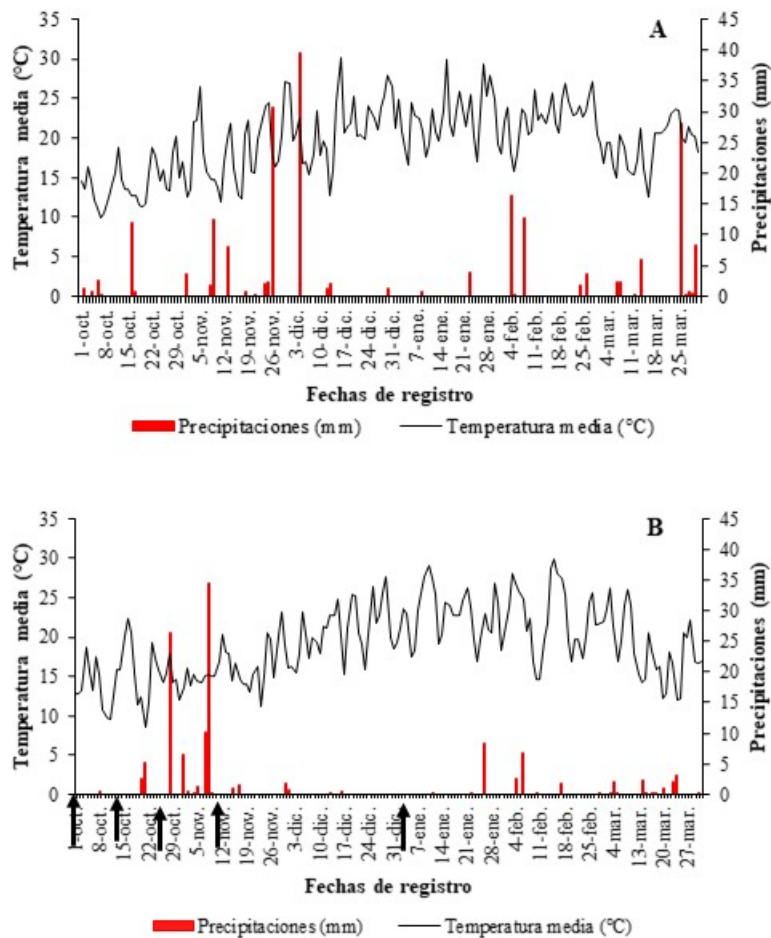 A
Temperatura media (°C)
35
30
25
20
15
10
5
0
45
40
35
30
25
20
15
10
5
0
Precipitaciones (mm)
1-oct.
8-oct.
15-oct.
22-oct.
29-oct.
5-nov.
12-nov.
19-nov.
26-nov.
3-dic.
10-dic.
17-dic.
24-dic.
31-dic.
7-ene.
14-ene.
21-ene.
28-ene.
4-feb.
11-feb.
18-feb.
25-feb.
4-mar.
11-mar.
18-mar.
25-mar.
Fechas de registro
Precipitaciones (mm)
Temperatura media (°C)
B
Temperatura media (°C)
35
30
25
20
15
10
5
0
45
40
35
30
25
20
15
10
5
0
Precipitaciones (mm)
1-oct.
8-oct.
15-oct.
22-oct.
29-oct.
5-nov.
12-nov.
19-nov.
26-nov.
3-dic.
10-dic.
17-dic.
24-dic.
31-dic.
7-ene.
14-ene.
21-ene.
28-ene.
4-feb.
11-feb.
18-feb.
25-feb.
4-mar.
13-mar.
20-mar.
27-mar.
Fechas de registro
Precipitaciones (mm)
Temperatura media (°C)